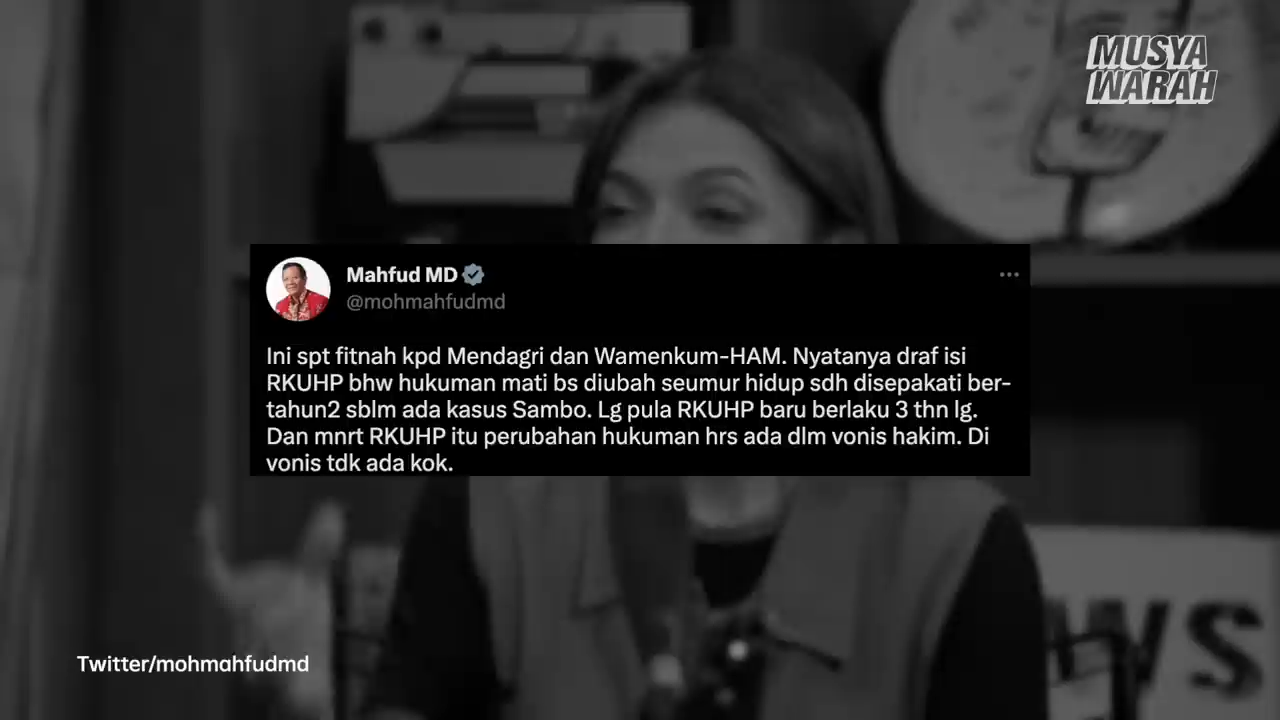 MUSYA
WARAH
Mahfud MD
@mohmahfudmd
Ini spt fitnah kpd Mendagri dan Wamenkum-HAM. Nyatanya draf isi
RKUHP bhw hukuman mati bs diubah seumur hidup sdh disepakati ber-
tahun2 sblm ada kasus Sambo. Lg pula RKUHP baru berlaku 3 thn lg.
Dan mnrt RKUHP itu perubahan hukuman hrs ada dlm vonis hakim. Di
vonis tdk ada kok.
WS
Twitter/mohmahfudmd